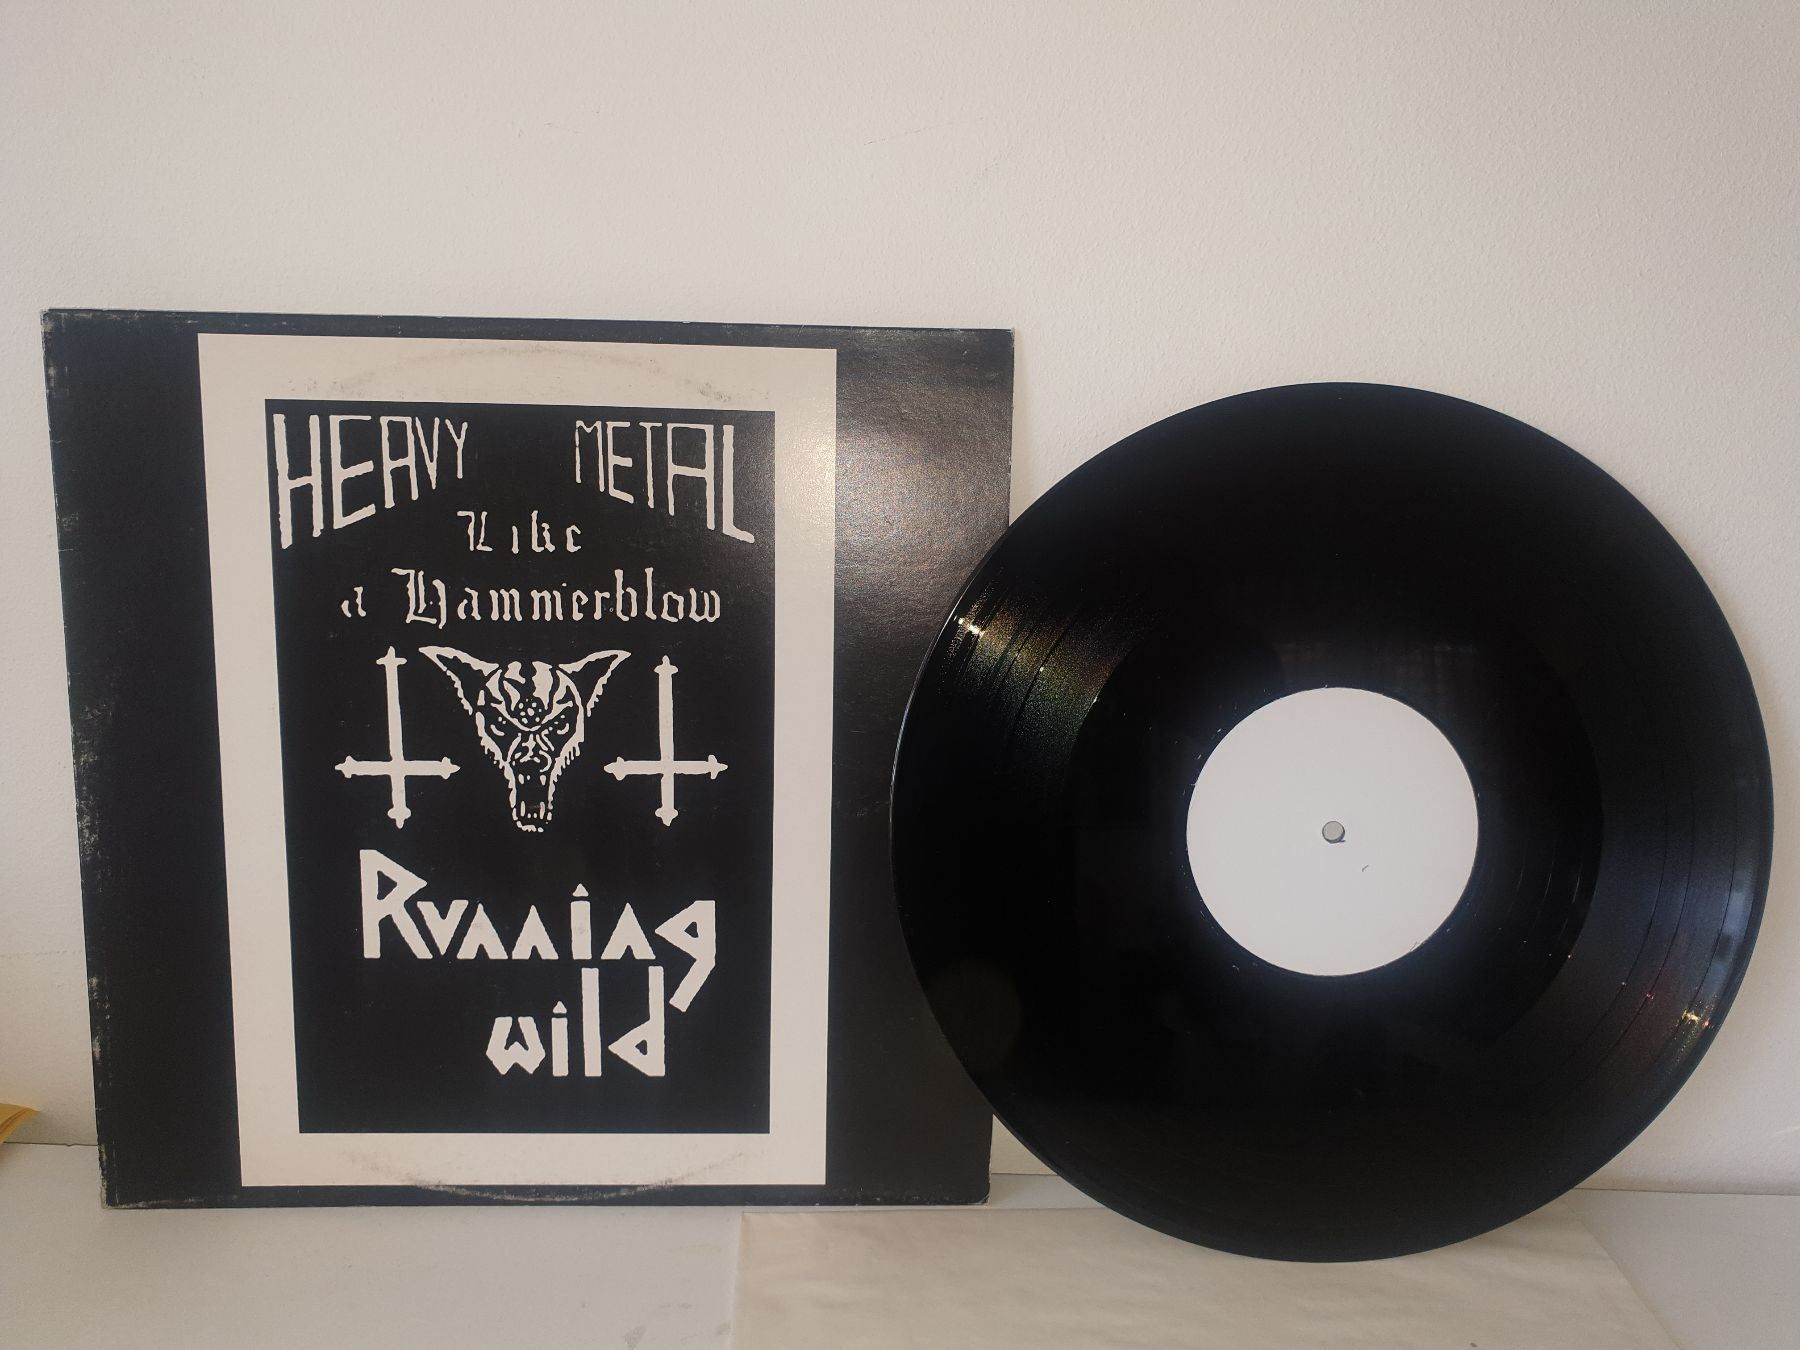 HEAVY METAL
Like
a Hammerblow
Running
wild